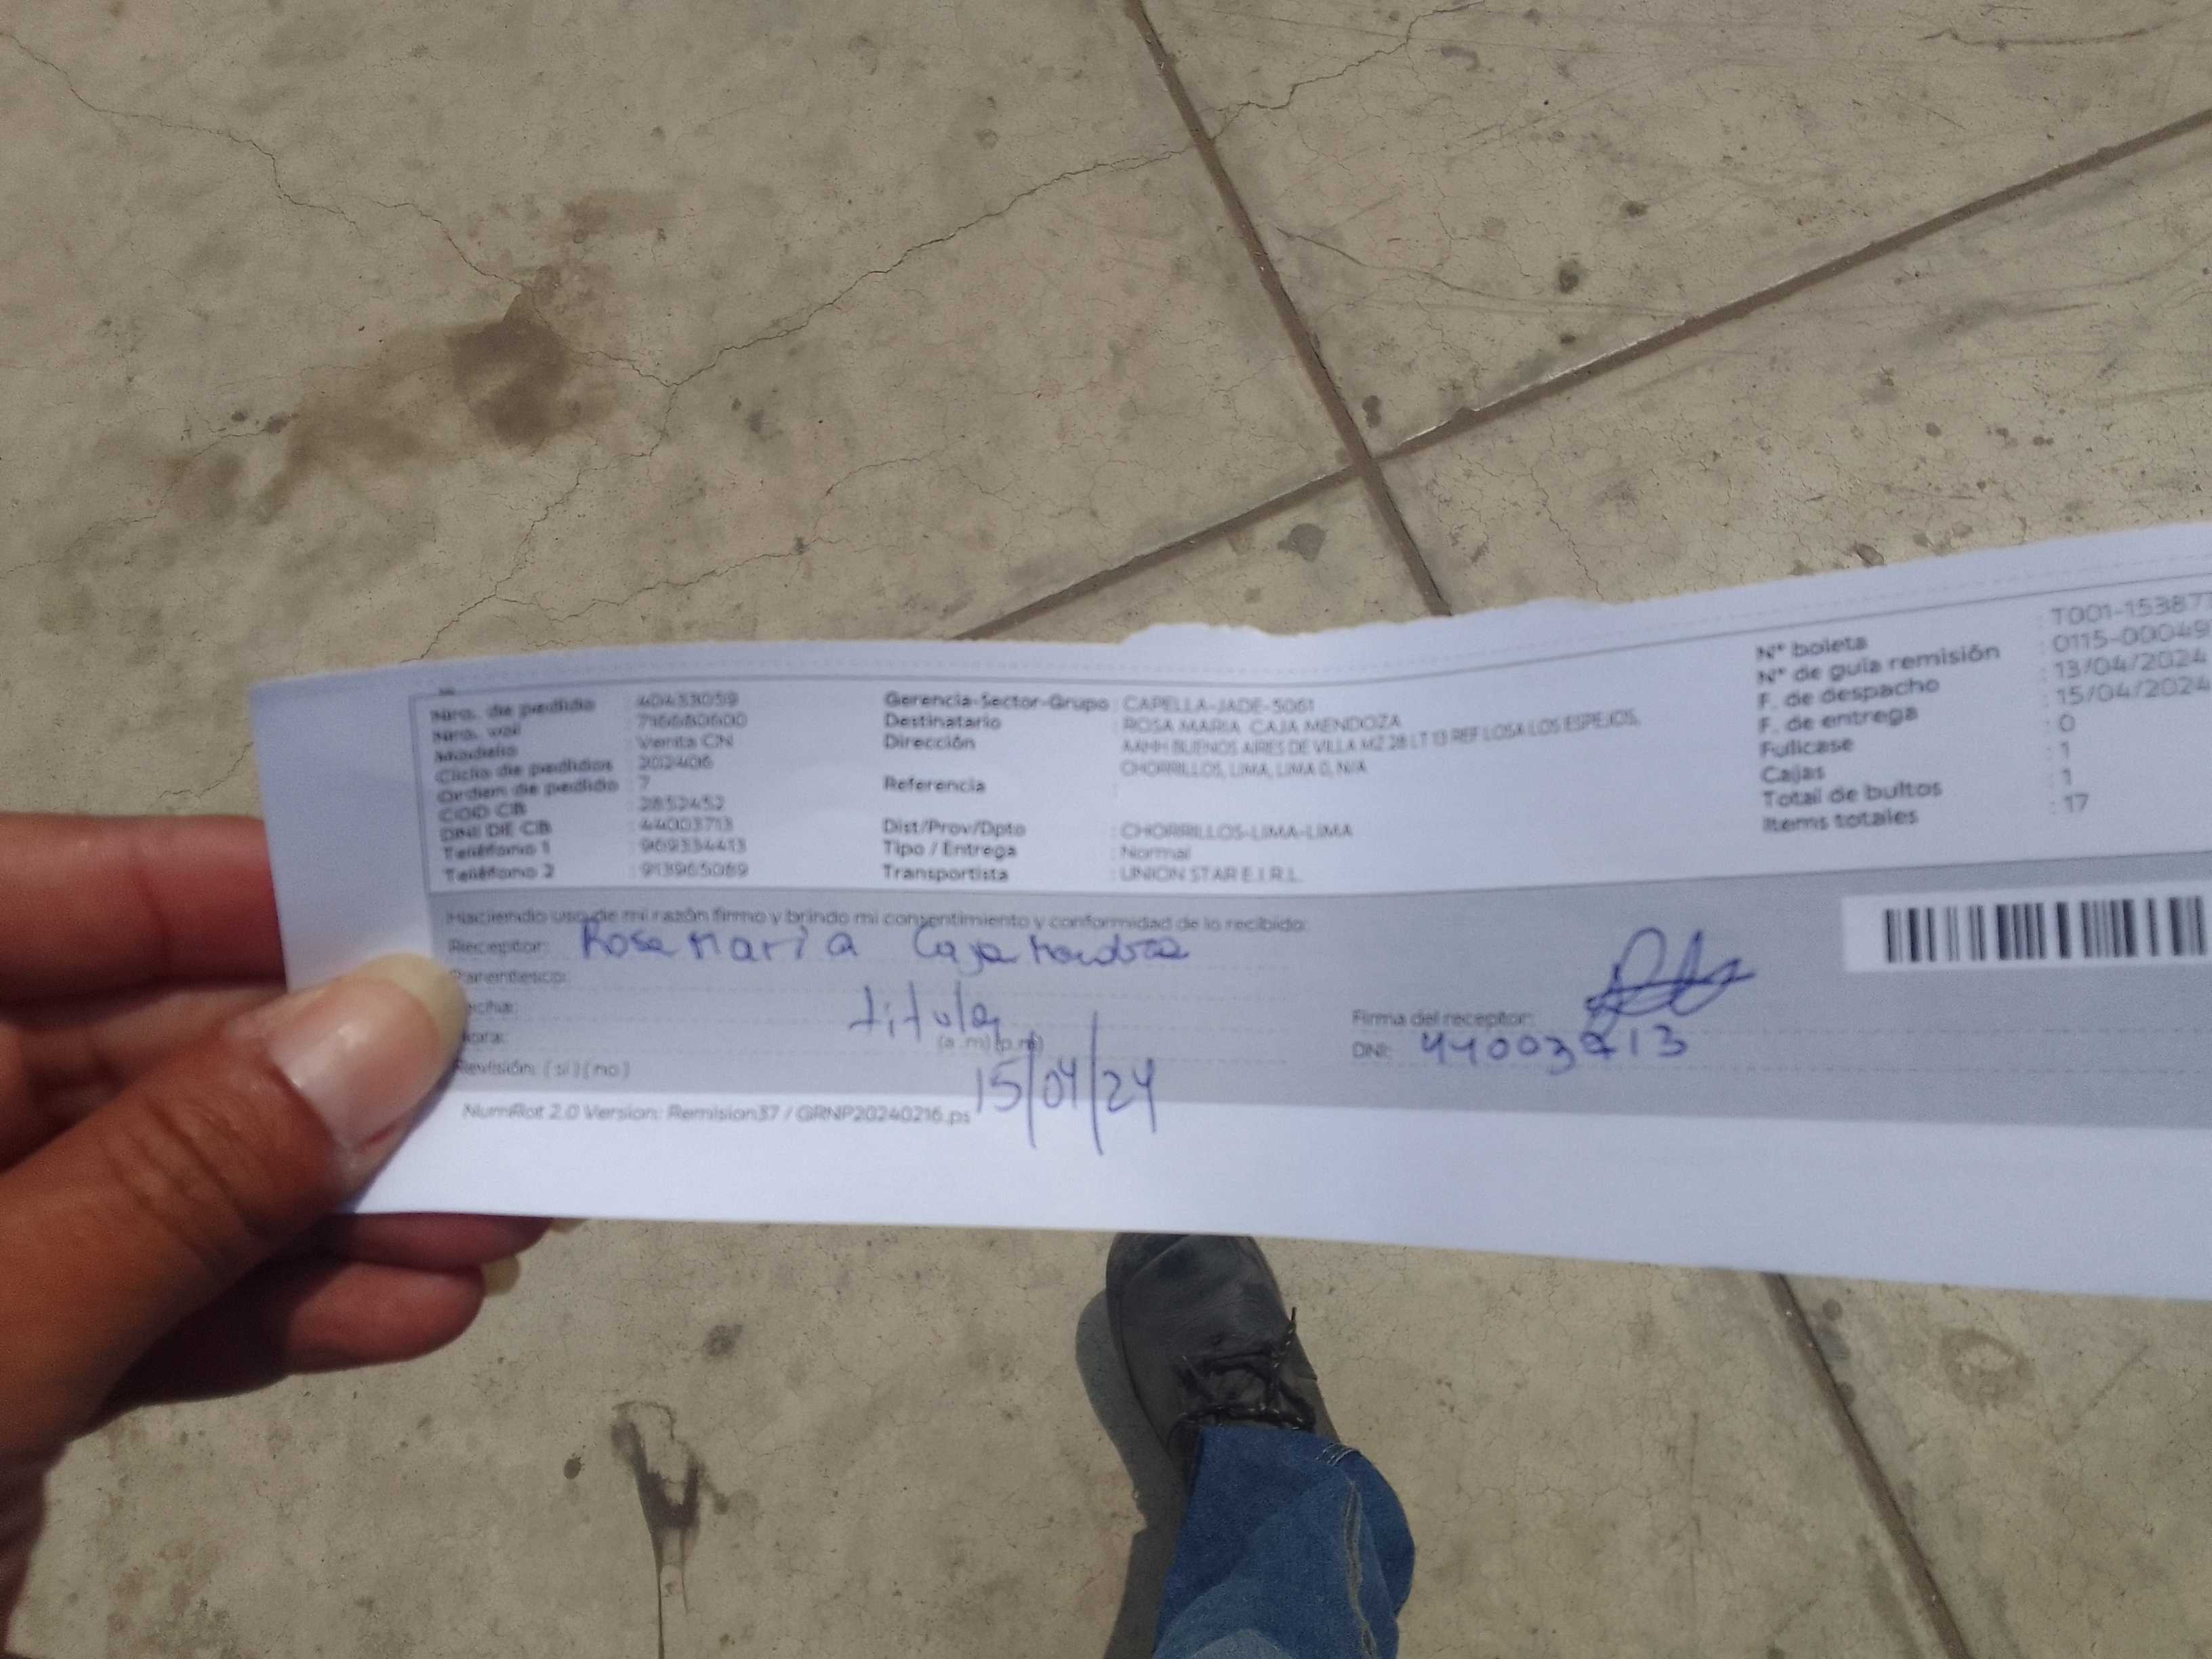 Nro. de pedido : 40433059
Nro. wal : 716680600
Modelo : Venta CN
Ciclo de pedidos : 202406
Orden de pedido : 7
COD CB : 2852452
DNI DE CB : 44003713
Teléfono 1 : 969334413
Teléfono 2 : 913965089
Gerencia-Sector-Grupo : CAPELLA-JADE-5061
Destinatario : ROSA MARIA CAJA MENDOZA
Dirección : AAHH BUENOS AIRES DE VILLA MZ 28 LT 13 REF LOSA LOS ESPEJOS,
CHORRILLOS, LIMA, LIMA 0, N/A
Referencia :
Dist/Prov/Dpto : CHORRILLOS-LIMA-LIMA
Tipo / Entrega : Normal
Transportista : UNION STAR E.I.R.L.
N° boleta : T001-15387
N° de guía remisión : 0115-00049
F. de despacho : 13/04/2024
F. de entrega : 15/04/2024
Fullcase : 0
Cajas : 1
Total de bultos : 1
Items totales : 17
Haciendo uso de mi razón firmo y brindo mi consentimiento y conformidad de lo recibido:
Receptor: Rosa Maria Caja Mendoza
Parentesco:
echa: titular
ora: (a .m) (p.m)
Revisión: ( si ) ( no ) 15/04/24
Firma del receptor:
DNI: 44003713
NumRot 2.0 Version: Remision37 / GRNP20240216.ps